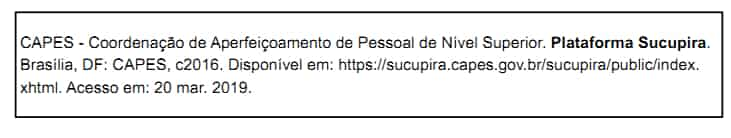 CAPES - Coordenação de Aperfeiçoamento de Pessoal de Nível Superior. Plataforma Sucupira.
Brasília, DF: CAPES, c2016. Disponível em: https://sucupira.capes.gov.br/sucupira/public/index.
xhtml. Acesso em: 20 mar. 2019.